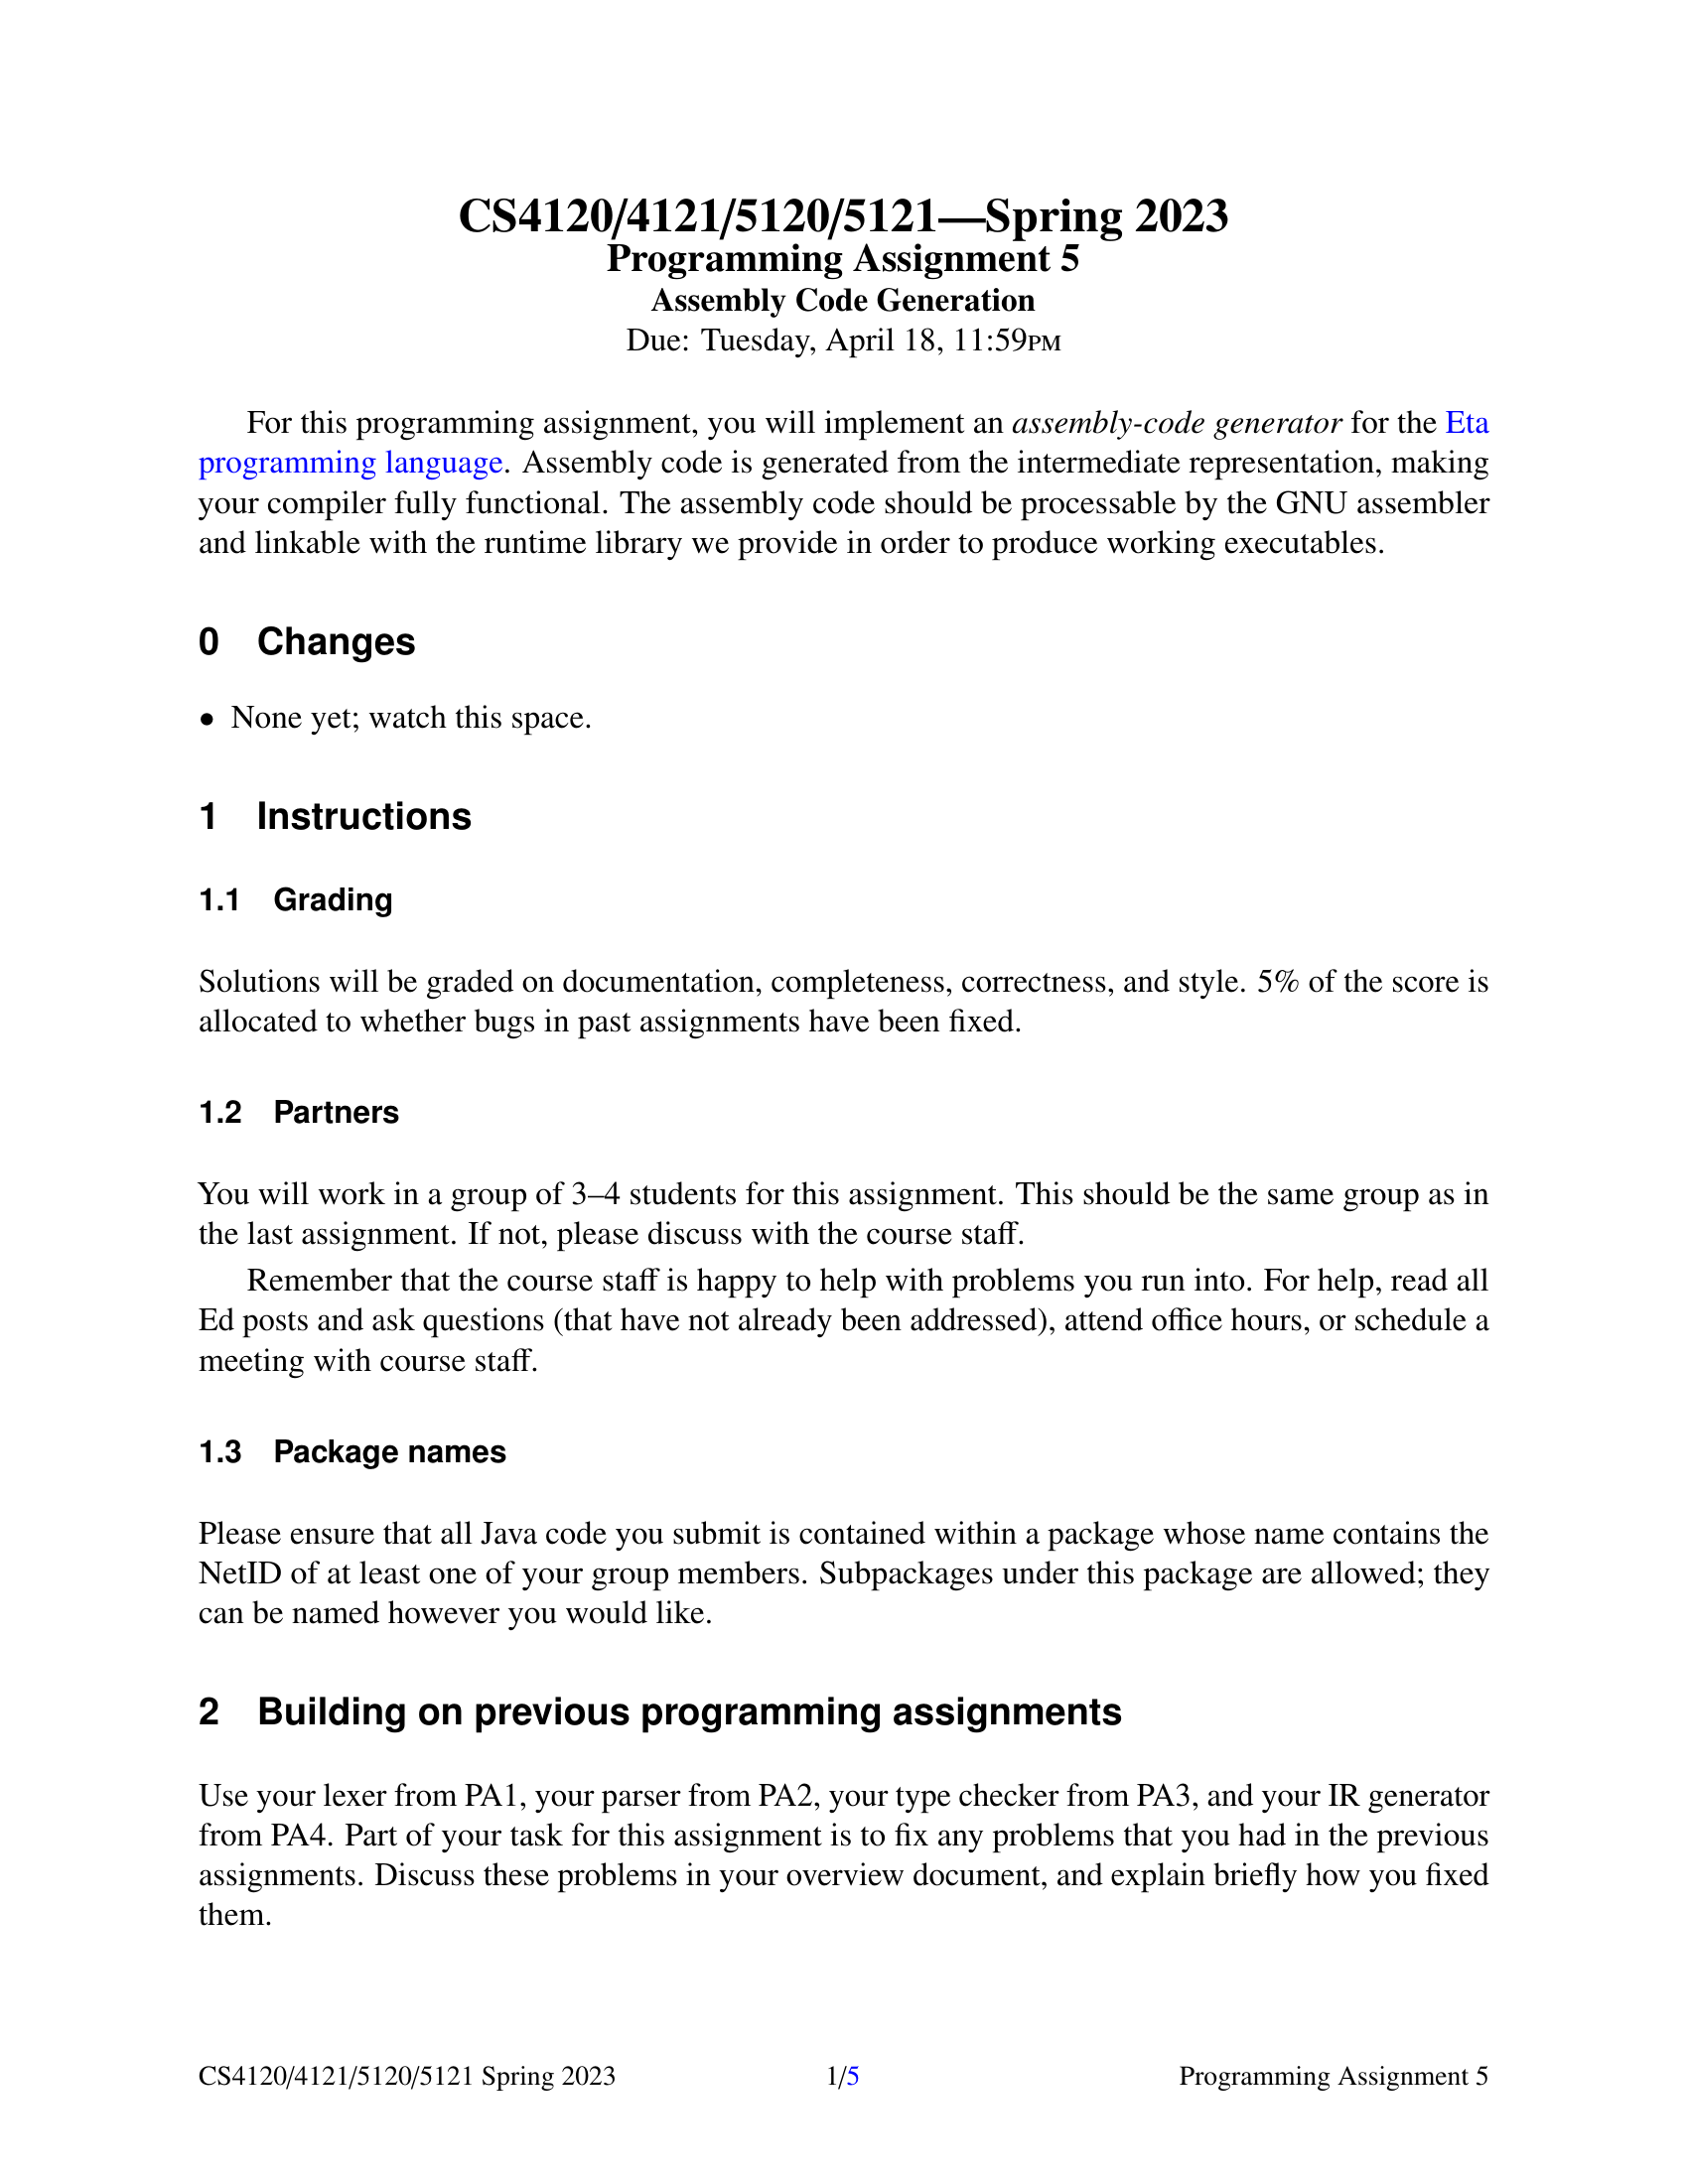 CS4120/4121/5120/5121—Spring 2023
Programming Assignment 5
Assembly Code Generation
Due: Tuesday, April 18, 11:59PM
For this programming assignment, you will implement an assembly-code generator for the Eta
programming language. Assembly code is generated from the intermediate representation, making
your compiler fully functional. The assembly code should be processable by the GNU assembler
and linkable with the runtime library we provide in order to produce working executables.
0 Changes
• None yet; watch this space.
1 Instructions
1.1 Grading
Solutions will be graded on documentation, completeness, correctness, and style. 5% of the score is
allocated to whether bugs in past assignments have been fixed.
1.2 Partners
You will work in a group of 3–4 students for this assignment. This should be the same group as in
the last assignment. If not, please discuss with the course staff.
Remember that the course staff is happy to help with problems you run into. For help, read all
Ed posts and ask questions (that have not already been addressed), attend office hours, or schedule a
meeting with course staff.
1.3 Package names
Please ensure that all Java code you submit is contained within a package whose name contains the
NetID of at least one of your group members. Subpackages under this package are allowed; they
can be named however you would like.
2 Building on previous programming assignments
Use your lexer from PA1, your parser from PA2, your type checker from PA3, and your IR generator
from PA4. Part of your task for this assignment is to fix any problems that you had in the previous
assignments. Discuss these problems in your overview document, and explain briefly how you fixed
them.
CS4120/4121/5120/5121 Spring 2023 1/5 Programming Assignment 5